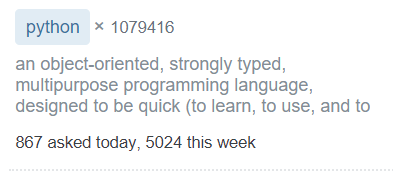 python × 1079416
an object-oriented, strongly typed,
multipurpose programming language,
designed to be quick (to learn, to use, and to
867 asked today, 5024 this week